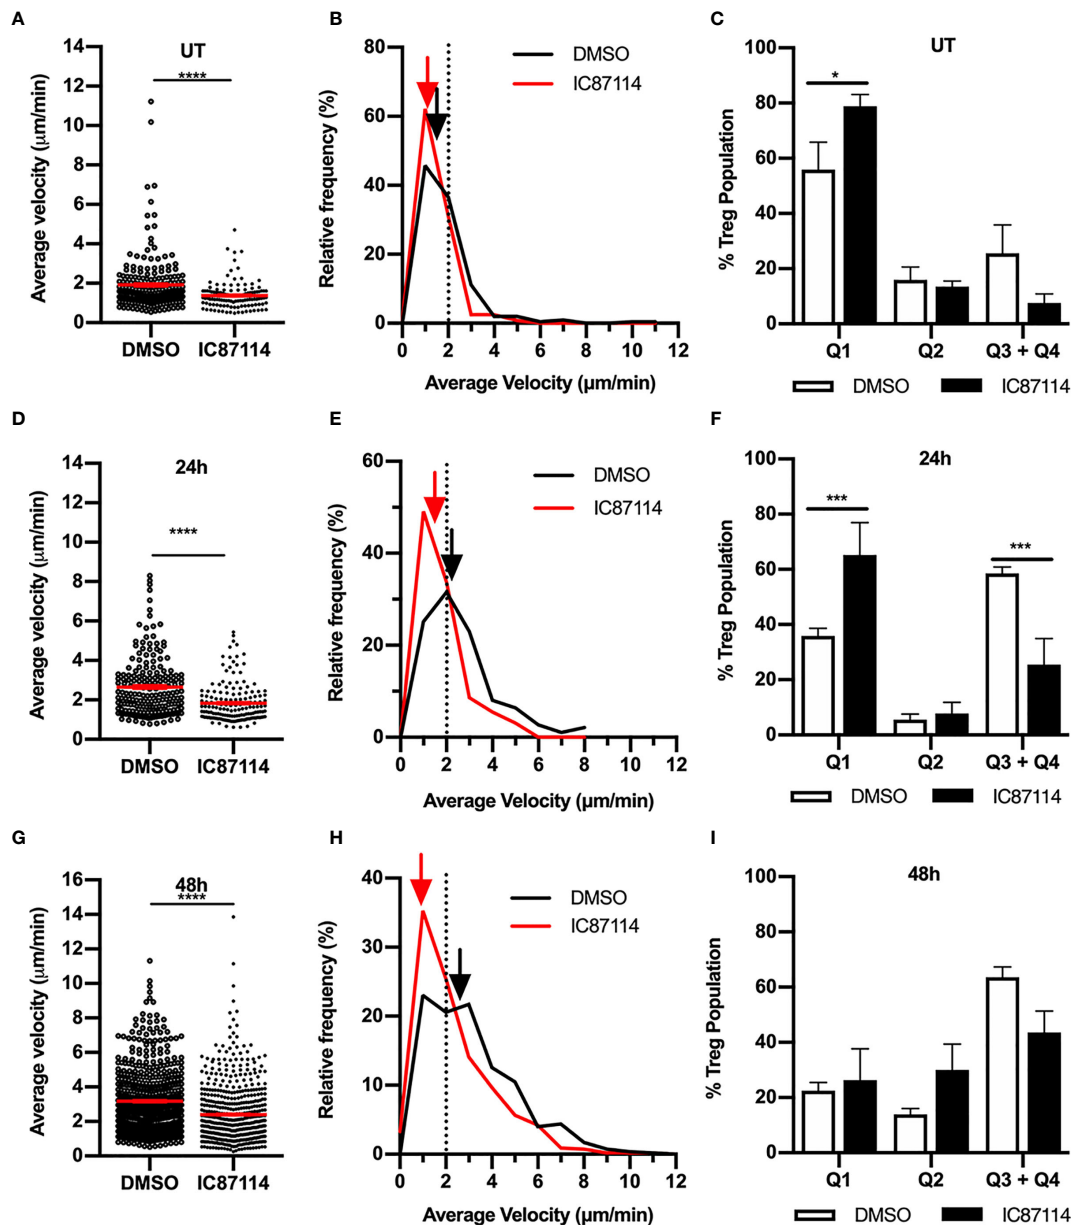 A
UT
****
Average velocity (µm/min)
14
12
10
8
6
4
2
0
DMSO IC87114
B
DMSO
IC87114
Relative frequency (%)
80
60
40
20
0
0 2 4 6 8 10 12
Average Velocity (µm/min)
C
UT
*
% Treg Population
100
80
60
40
20
0
Q1 Q2 Q3 + Q4
DMSO IC87114
D
24h
****
Average velocity (µm/min)
14
12
10
8
6
4
2
0
DMSO IC87114
E
DMSO
IC87114
Relative frequency (%)
60
40
20
0
0 2 4 6 8 10 12
Average Velocity (µm/min)
F
24h
***
***
% Treg Population
100
80
60
40
20
0
Q1 Q2 Q3 + Q4
DMSO IC87114
G
48h
****
Average velocity (µm/min)
16
14
12
10
8
6
4
2
0
DMSO IC87114
H
DMSO
IC87114
Relative frequency (%)
40
30
20
10
0
0 2 4 6 8 10 12
Average Velocity (µm/min)
I
48h
% Treg Population
100
80
60
40
20
0
Q1 Q2 Q3 + Q4
DMSO IC87114